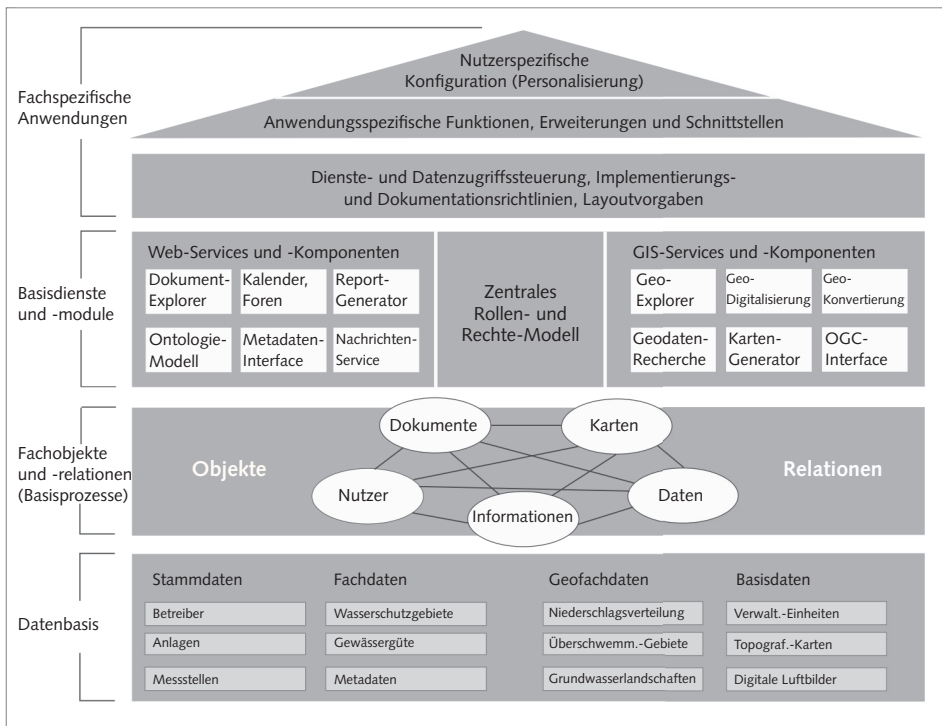 Fachspezifische
Anwendungen
Nutzerspezifische
Konfiguration (Personalisierung)
Anwendungsspezifische Funktionen, Erweiterungen und Schnittstellen
Dienste- und Datenzugriffssteuerung, Implementierungs-
und Dokumentationsrichtlinien, Layoutvorgaben
Basisdienste
und -module
Web-Services und -Komponenten
Dokument-
Explorer
Kalender,
Foren
Report-
Generator
Ontologie-
Modell
Metadaten-
Interface
Nachrichten-
Service
Zentrales
Rollen- und
Rechte-Modell
GIS-Services und -Komponenten
Geo-
Explorer
Geo-
Digitalisierung
Geo-
Konvertierung
Geodaten-
Recherche
Karten-
Generator
OGC-
Interface
Fachobjekte
und -relationen
(Basisprozesse)
Objekte
Dokumente
Karten
Nutzer
Informationen
Daten
Relationen
Datenbasis
Stammdaten
Betreiber
Anlagen
Messstellen
Fachdaten
Wasserschutzgebiete
Gewässergüte
Metadaten
Geofachdaten
Niederschlagsverteilung
Überschwemm.-Gebiete
Grundwasserlandschaften
Basisdaten
Verwalt.-Einheiten
Topograf.-Karten
Digitale Luftbilder